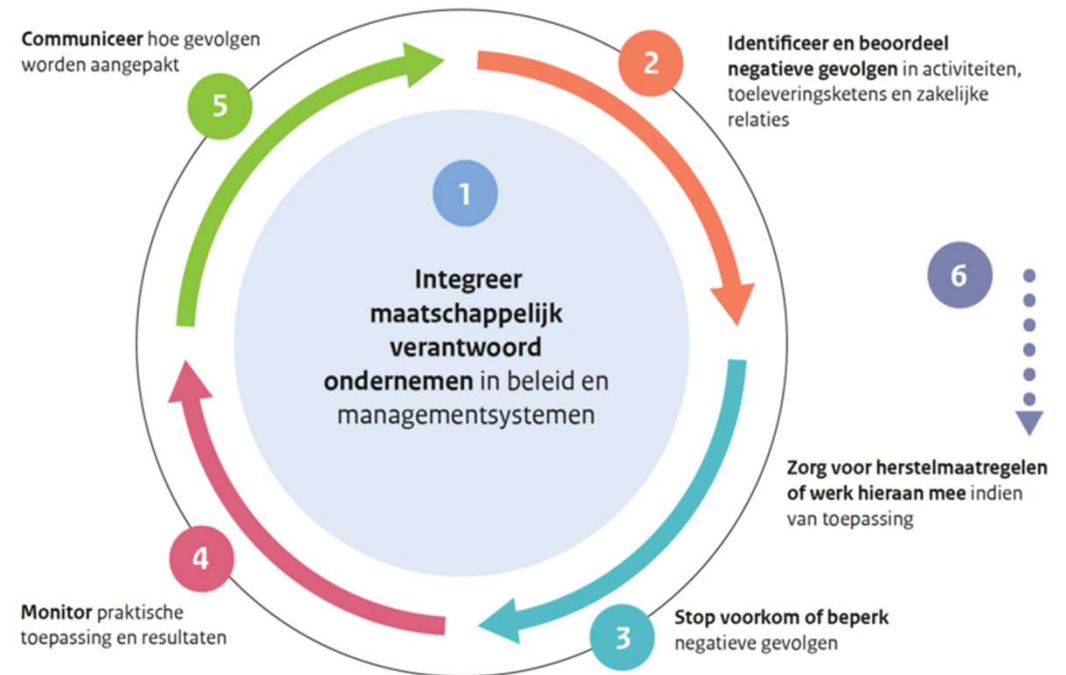 Communiceer hoe gevolgen
worden aangepakt
5
2
Identificeer en beoordeel
negatieve gevolgen in activiteiten,
toeleveringsketens en zakelijke
relaties
1
Integreer
maatschappelijk
verantwoord
ondernemen in beleid en
managementsystemen
6
Zorg voor herstelmaatregelen
of werk hieraan mee indien
van toepassing
4
Monitor praktische
toepassing en resultaten
3
Stop voorkom of beperk
negatieve gevolgen